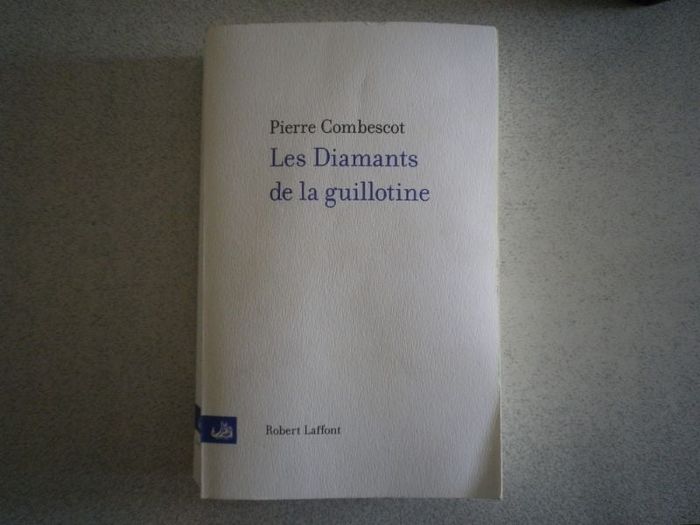 Pierre Combescot
Les Diamants
de la guillotine
Robert Laffont